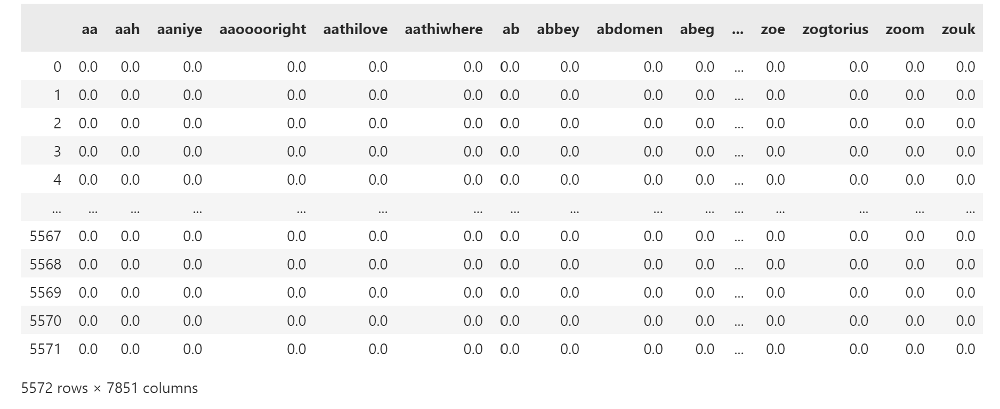 aa aah aaniye aaooooright aathilove aathiwhere ab abbey abdomen abeg ... zoe zogtorius zoom zouk
0 0.0 0.0 0.0 0.0 0.0 0.0 0.0 0.0 0.0 0.0 ... 0.0 0.0 0.0 0.0
1 0.0 0.0 0.0 0.0 0.0 0.0 0.0 0.0 0.0 0.0 ... 0.0 0.0 0.0 0.0
2 0.0 0.0 0.0 0.0 0.0 0.0 0.0 0.0 0.0 0.0 ... 0.0 0.0 0.0 0.0
3 0.0 0.0 0.0 0.0 0.0 0.0 0.0 0.0 0.0 0.0 ... 0.0 0.0 0.0 0.0
4 0.0 0.0 0.0 0.0 0.0 0.0 0.0 0.0 0.0 0.0 ... 0.0 0.0 0.0 0.0
... ... ... ... ... ... ... ... ... ... ... ... ... ... ... ...
5567 0.0 0.0 0.0 0.0 0.0 0.0 0.0 0.0 0.0 0.0 ... 0.0 0.0 0.0 0.0
5568 0.0 0.0 0.0 0.0 0.0 0.0 0.0 0.0 0.0 0.0 ... 0.0 0.0 0.0 0.0
5569 0.0 0.0 0.0 0.0 0.0 0.0 0.0 0.0 0.0 0.0 ... 0.0 0.0 0.0 0.0
5570 0.0 0.0 0.0 0.0 0.0 0.0 0.0 0.0 0.0 0.0 ... 0.0 0.0 0.0 0.0
5571 0.0 0.0 0.0 0.0 0.0 0.0 0.0 0.0 0.0 0.0 ... 0.0 0.0 0.0 0.0
5572 rows × 7851 columns